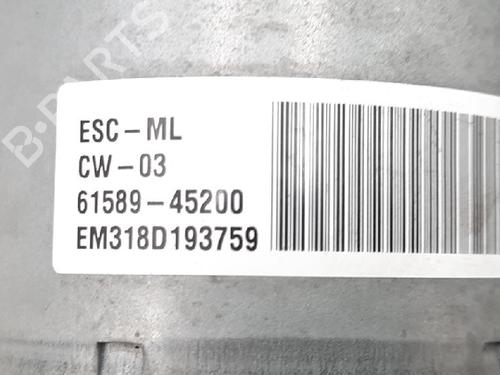 B-PARTS
ESC-ML
CW-03
61589-45200
EM318D193759